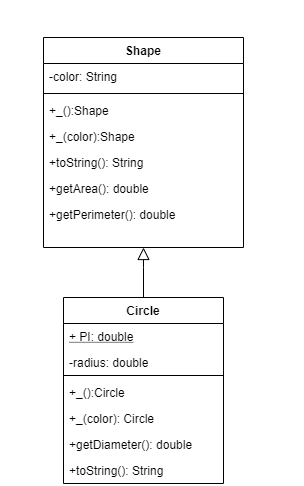 Shape
-color: String
+_():Shape
+_(color):Shape
+toString(): String
+getArea(): double
+getPerimeter(): double
Circle
+ PI: double
-radius: double
+_():Circle
+_(color): Circle
+getDiameter(): double
+toString(): String